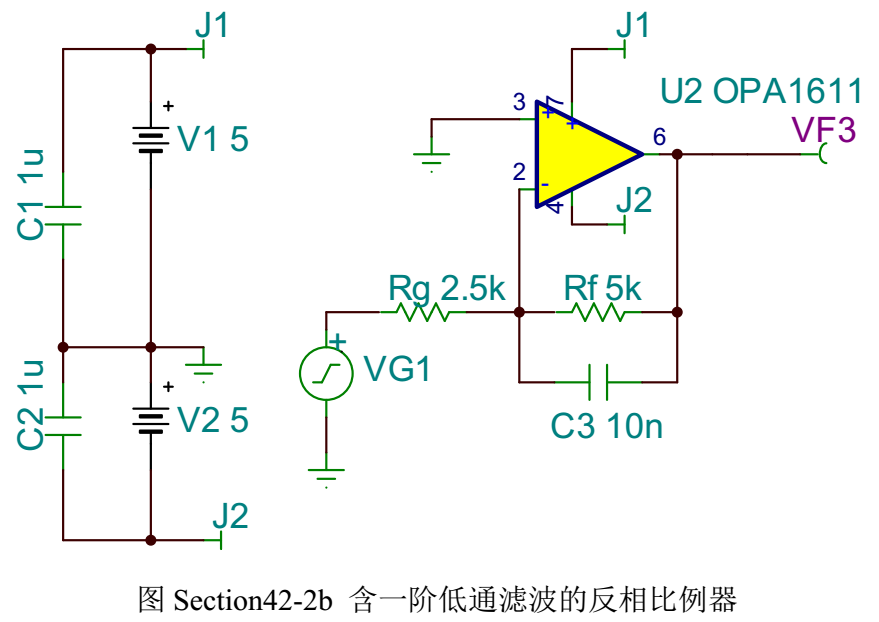 J1
+
V1 5
C1 1u
C2 1u
+
V2 5
J2
J1
U2 OPA1611
VF3
3
+
7
+
6
2
-
4
J2
Rg 2.5k
Rf 5k
+
VG1
C3 10n
图 Section42-2b 含一阶低通滤波的反相比例器